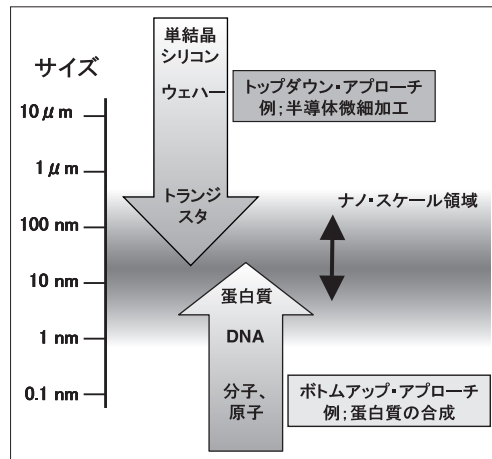 サイズ
10μm
1μm
100 nm
10 nm
1 nm
0.1 nm
単結晶
シリコン
ウェハー
トランジ
スタ
トップダウン・アプローチ
例;半導体微細加工
ナノ・スケール領域
蛋白質
DNA
分子、
原子
ボトムアップ・アプローチ
例;蛋白質の合成